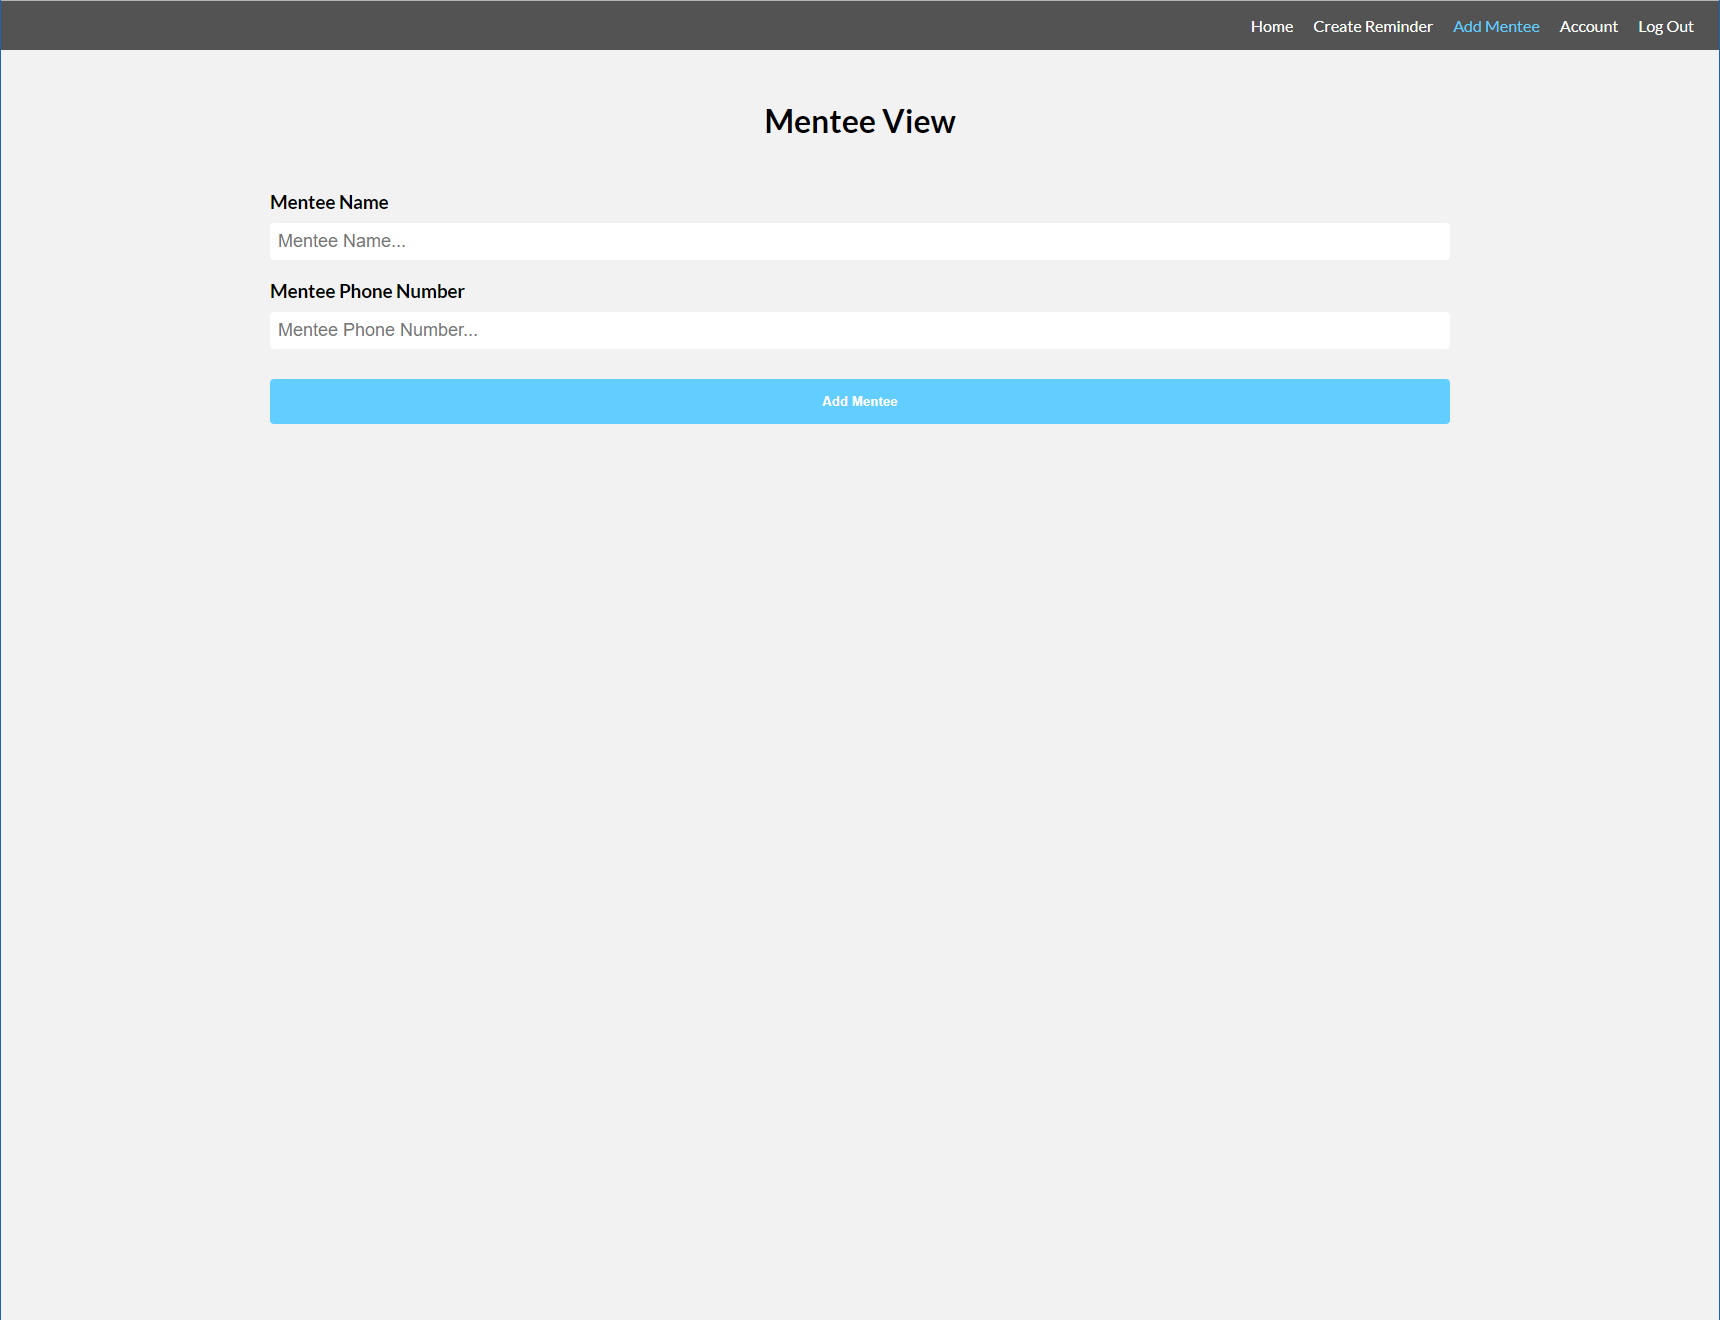 Home Create Reminder Add Mentee Account Log Out
Mentee View
Mentee Name
Mentee Name...
Mentee Phone Number
Mentee Phone Number...
Add Mentee